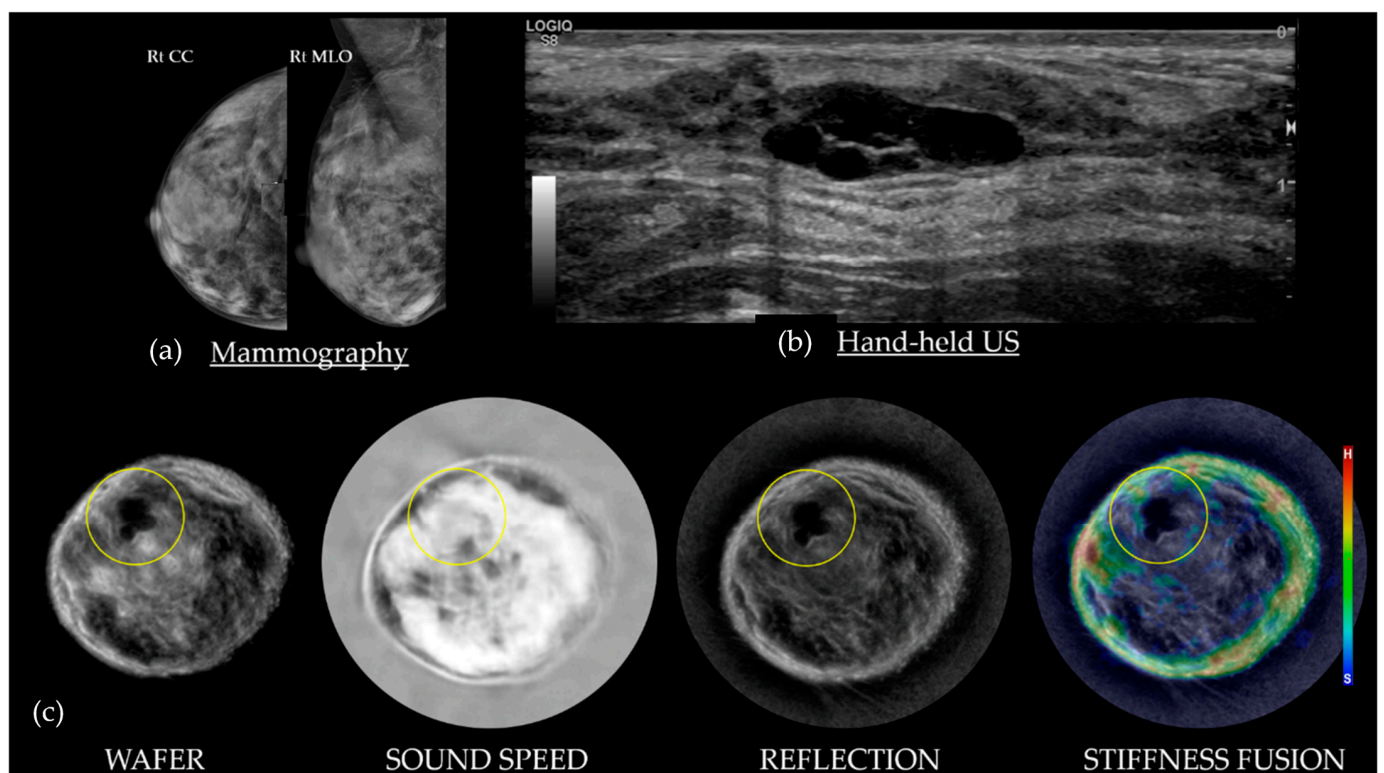 Rt CC
Rt MLO
LOGIQ
S8
0
1
(a) Mammography
(b) Hand-held US
H
S
(c)
WAFER
SOUND SPEED
REFLECTION
STIFFNESS FUSION